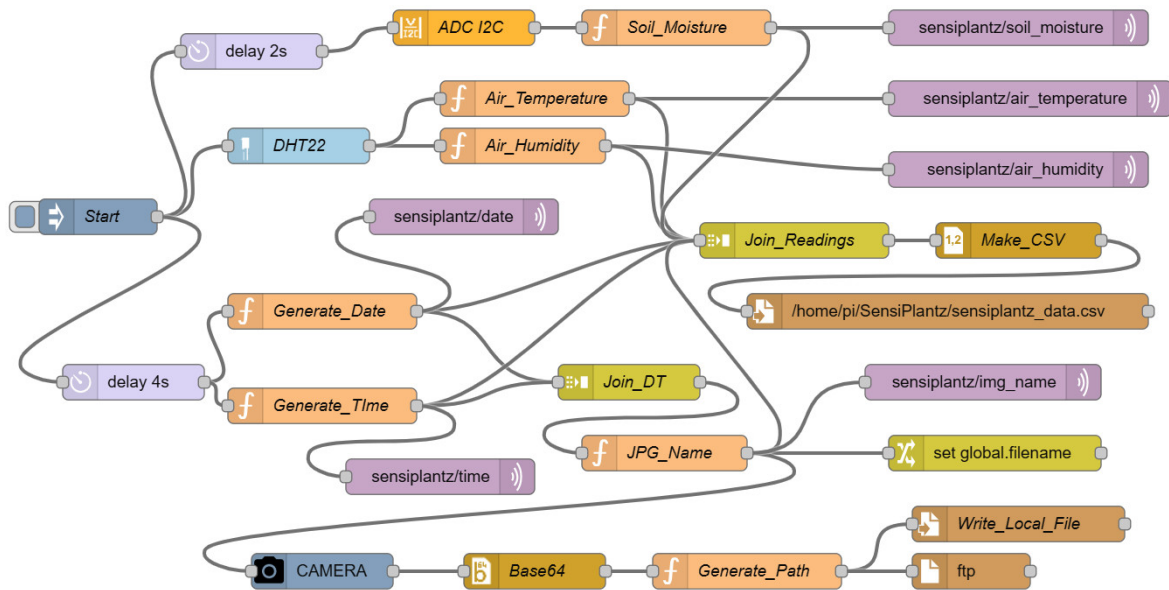 ADC I2C
Soil_Moisture
sensiplantz/soil_moisture
delay 2s
Air_Temperature
sensiplantz/air_temperature
DHT22
Air_Humidity
sensiplantz/air_humidity
Start
sensiplantz/date
Join_Readings
1,2
Make_CSV
Generate_Date
/home/pi/SensiPlantz/sensiplantz_data.csv
delay 4s
Join_DT
sensiplantz/img_name
Generate_TIme
JPG_Name
set global.filename
sensiplantz/time
Write_Local_File
CAMERA
64
b
Base64
Generate_Path
ftp